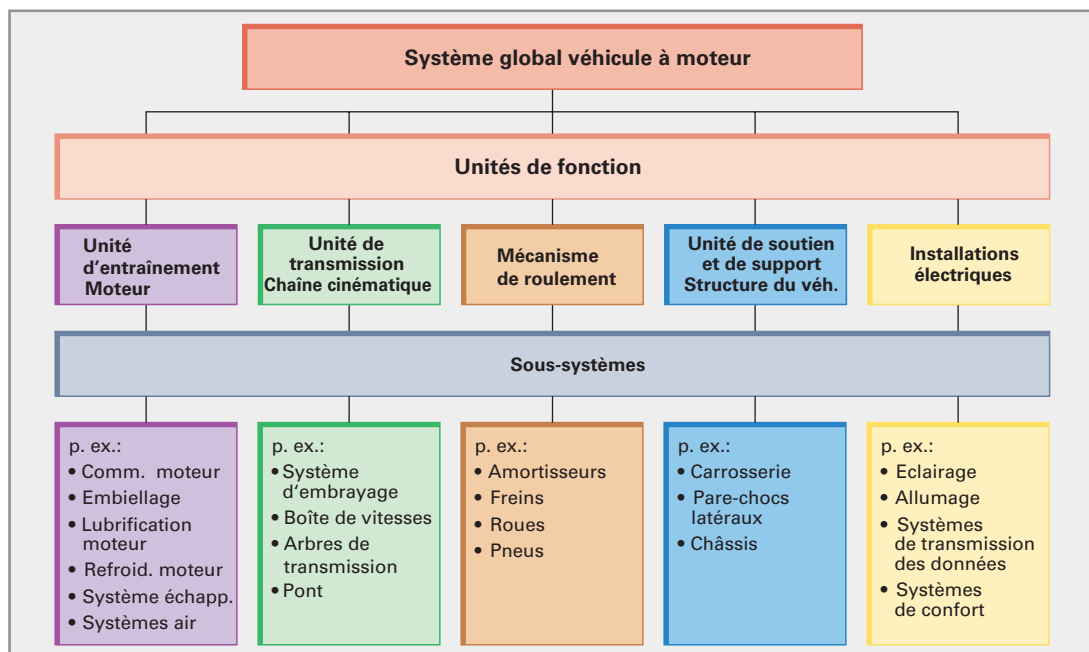 Système global véhicule à moteur
Unités de fonction
Unité
d'entraînement
Moteur
Unité de
transmission
Chaîne cinématique
Mécanisme
de roulement
Unité de soutien
et de support
Structure du véh.
Installations
électriques
Sous-systèmes
p. ex.:
• Comm. moteur
• Embiellage
• Lubrification
moteur
• Refroid. moteur
• Système échapp.
• Systèmes air
p. ex.:
• Système
d'embrayage
• Boîte de vitesses
• Arbres de
transmission
• Pont
p. ex.:
• Amortisseurs
• Freins
• Roues
• Pneus
p. ex.:
• Carrosserie
• Pare-chocs
latéraux
• Châssis
p. ex.:
• Eclairage
• Allumage
• Systèmes
de transmission
des données
• Systèmes
de confort